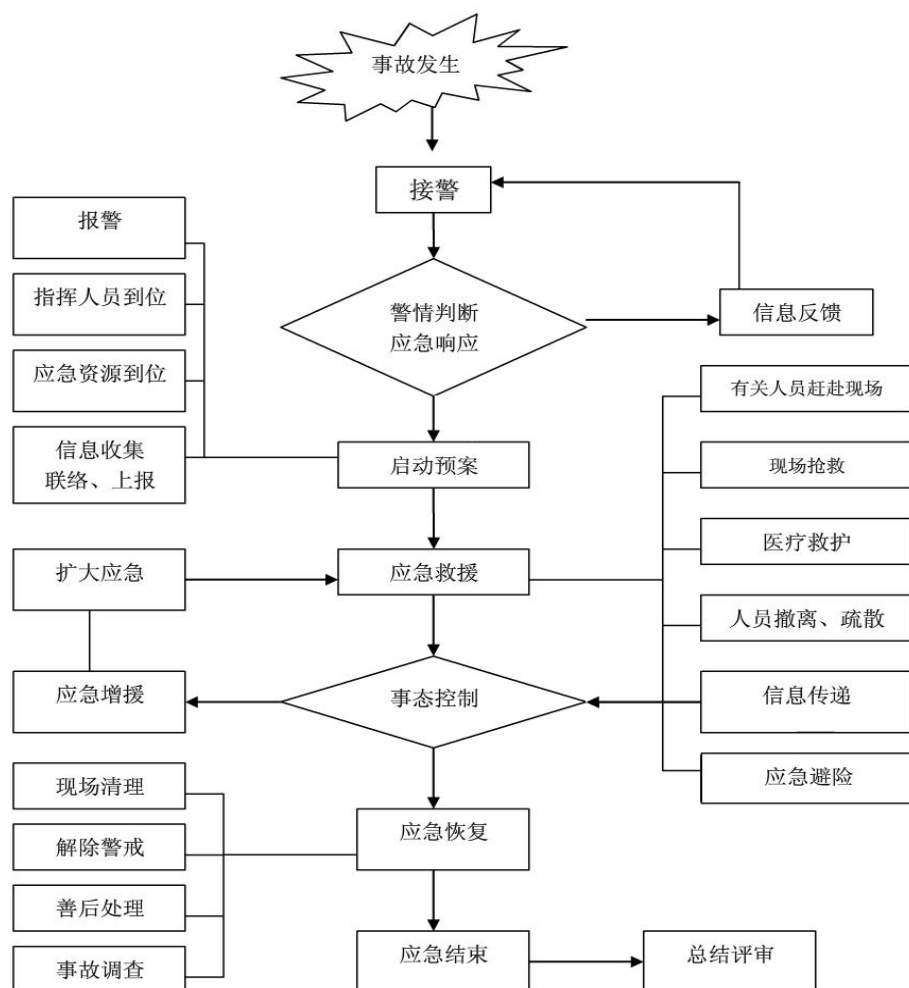 事故发生
接警
报警
指挥人员到位
警情判断
应急响应
信息反馈
应急资源到位
有关人员赶赴现场
信息收集
联络、上报
启动预案
现场抢救
扩大应急
应急救援
医疗救护
人员撤离、疏散
应急增援
事态控制
信息传递
应急避险
现场清理
应急恢复
解除警戒
善后处理
事故调查
应急结束
总结评审